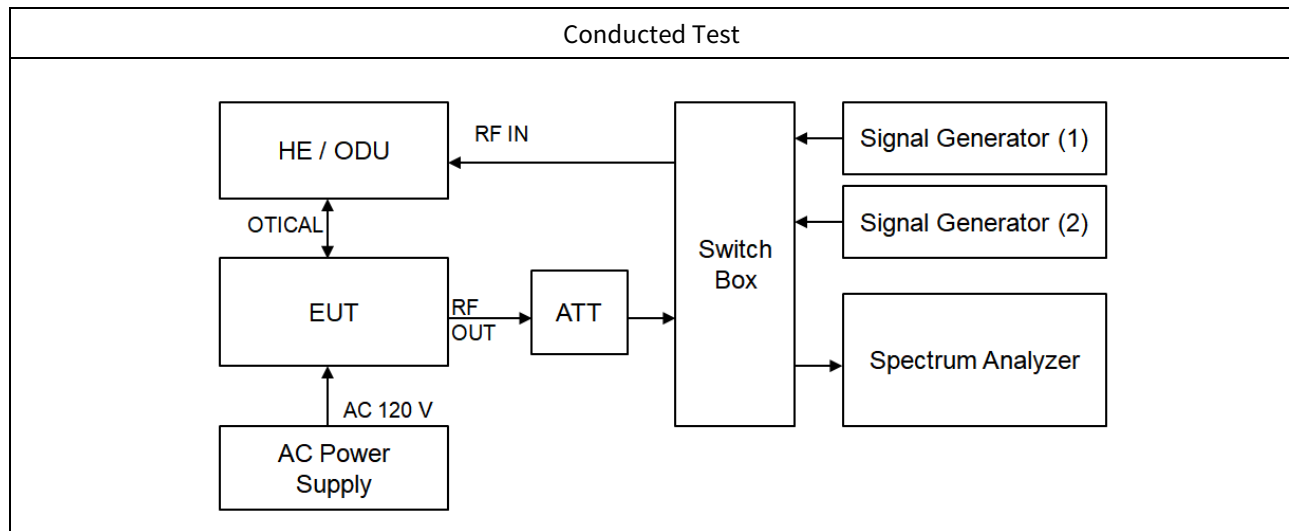 Conducted Test
HE / ODU
RF IN
Signal Generator (1)
Signal Generator (2)
OTICAL
Switch
Box
EUT
RF
OUT
ATT
Spectrum Analyzer
AC 120 V
AC Power
Supply